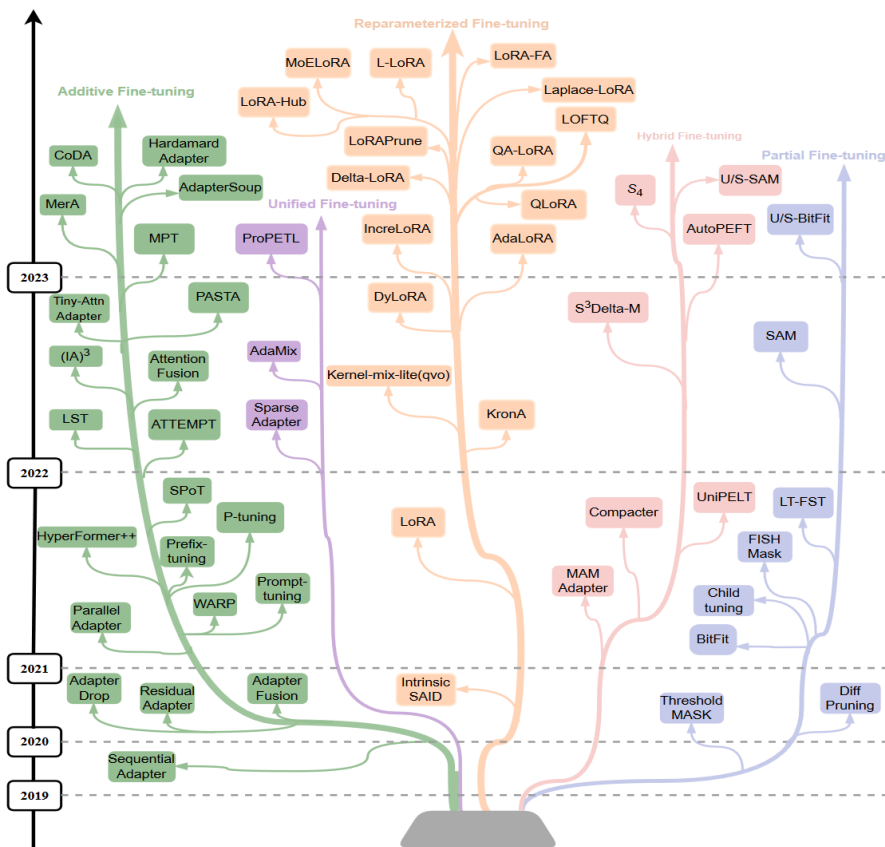 Reparameterized Fine-tuning
MoELoRA
L-LoRA
LoRA-FA
Additive Fine-tuning
LoRA-Hub
Laplace-LoRA
LOFTQ
CoDA
Hardamard
Adapter
LoRAPrune
QA-LoRA
Hybrid Fine-tuning
Partial Fine-tuning
AdapterSoup
Delta-LoRA
S4
U/S-SAM
MerA
Unified Fine-tuning
QLoRA
U/S-BitFit
MPT
ProPETL
IncreLoRA
AdaLoRA
AutoPEFT
2023
Tiny-Attn
Adapter
PASTA
DyLoRA
S³Delta-M
(IA)³
Attention
Fusion
AdaMix
SAM
Kernel-mix-lite(qvo)
LST
ATTEMPT
Sparse
Adapter
KronA
2022
SPoT
UniPELT
LT-FST
HyperFormer++
P-tuning
LoRA
Compacter
Prefix-
tuning
FISH
Mask
MAM
Adapter
Prompt-
tuning
WARP
Child
tuning
Parallel
Adapter
BitFit
2021
Adapter
Drop
Residual
Adapter
Adapter
Fusion
Intrinsic
SAID
Threshold
MASK
Diff
Pruning
2020
Sequential
Adapter
2019